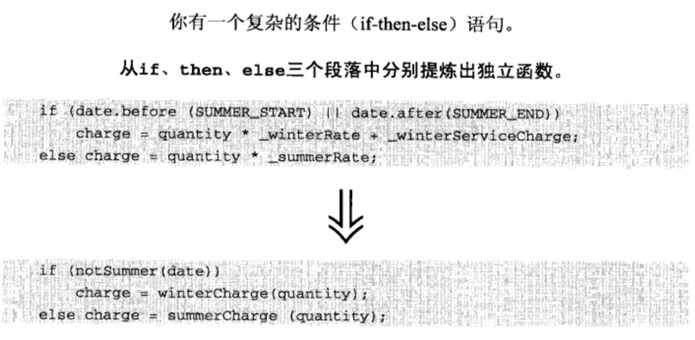 你有一个复杂的条件（if-then-else）语句。
从if、then、else三个段落中分别提炼出独立函数。
if (date.before (SUMMER_START) || date.after(SUMMER_END))
charge = quantity * _winterRate + _winterServiceCharge;
else charge = quantity * _summerRate;
if (notSummer(date))
charge = winterCharge(quantity);
else charge = summerCharge (quantity);